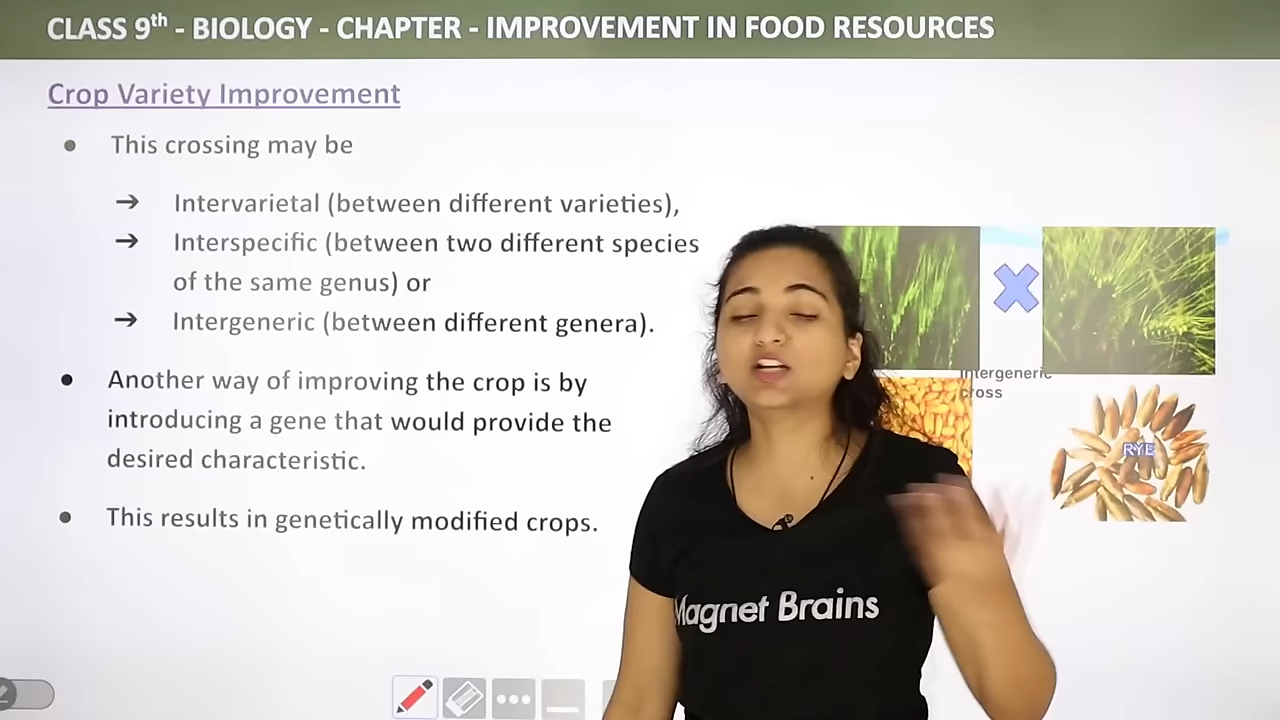 CLASS 9th - BIOLOGY - CHAPTER - IMPROVEMENT IN FOOD RESOURCES
Crop Variety Improvement
● This crossing may be
➔ Intervarietal (between different varieties),
➔ Interspecific (between two different species
of the same genus) or
➔ Intergeneric (between different genera).
● Another way of improving the crop is by
introducing a gene that would provide the
desired characteristic.
● This results in genetically modified crops.
Intergeneric
cross
RYE
Magnet Brains